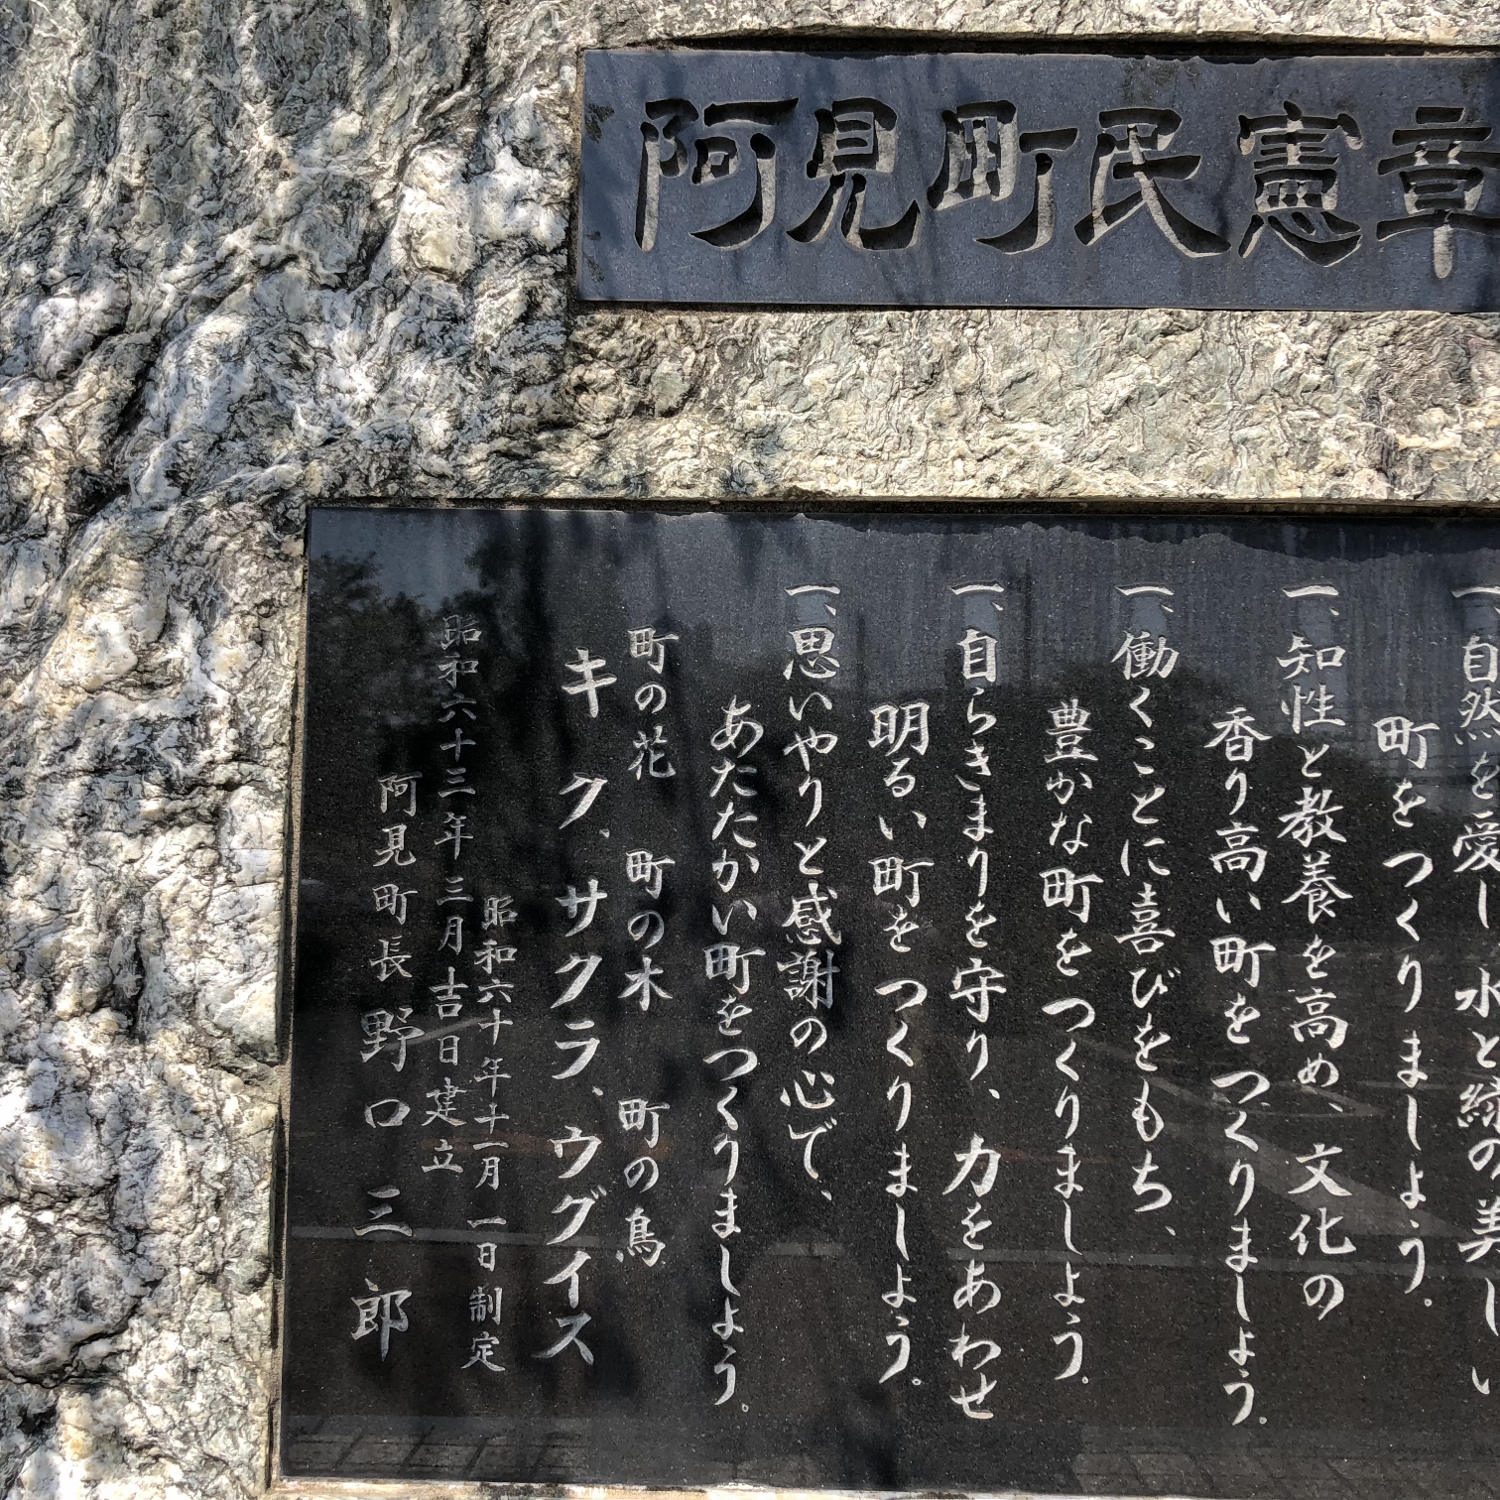 阿見町民憲章
一、自然を愛し水と緑の美しい
町をつくりましょう。
一、知性と教養を高め、文化の
香り高い町をつくりましょう。
一、働くことに喜びをもち、
豊かな町をつくりましょう。
一、自らきまりを守り、力をあわせ
明るい町をつくりましょう。
一、思いやりと感謝の心で、
あたたかい町をつくりましょう。
町の花 町の木 町の鳥
キク、サクラ、ウグイス
昭和六十年十一月一日制定
昭和六十三年三月吉日建立
阿見町長野口三郎